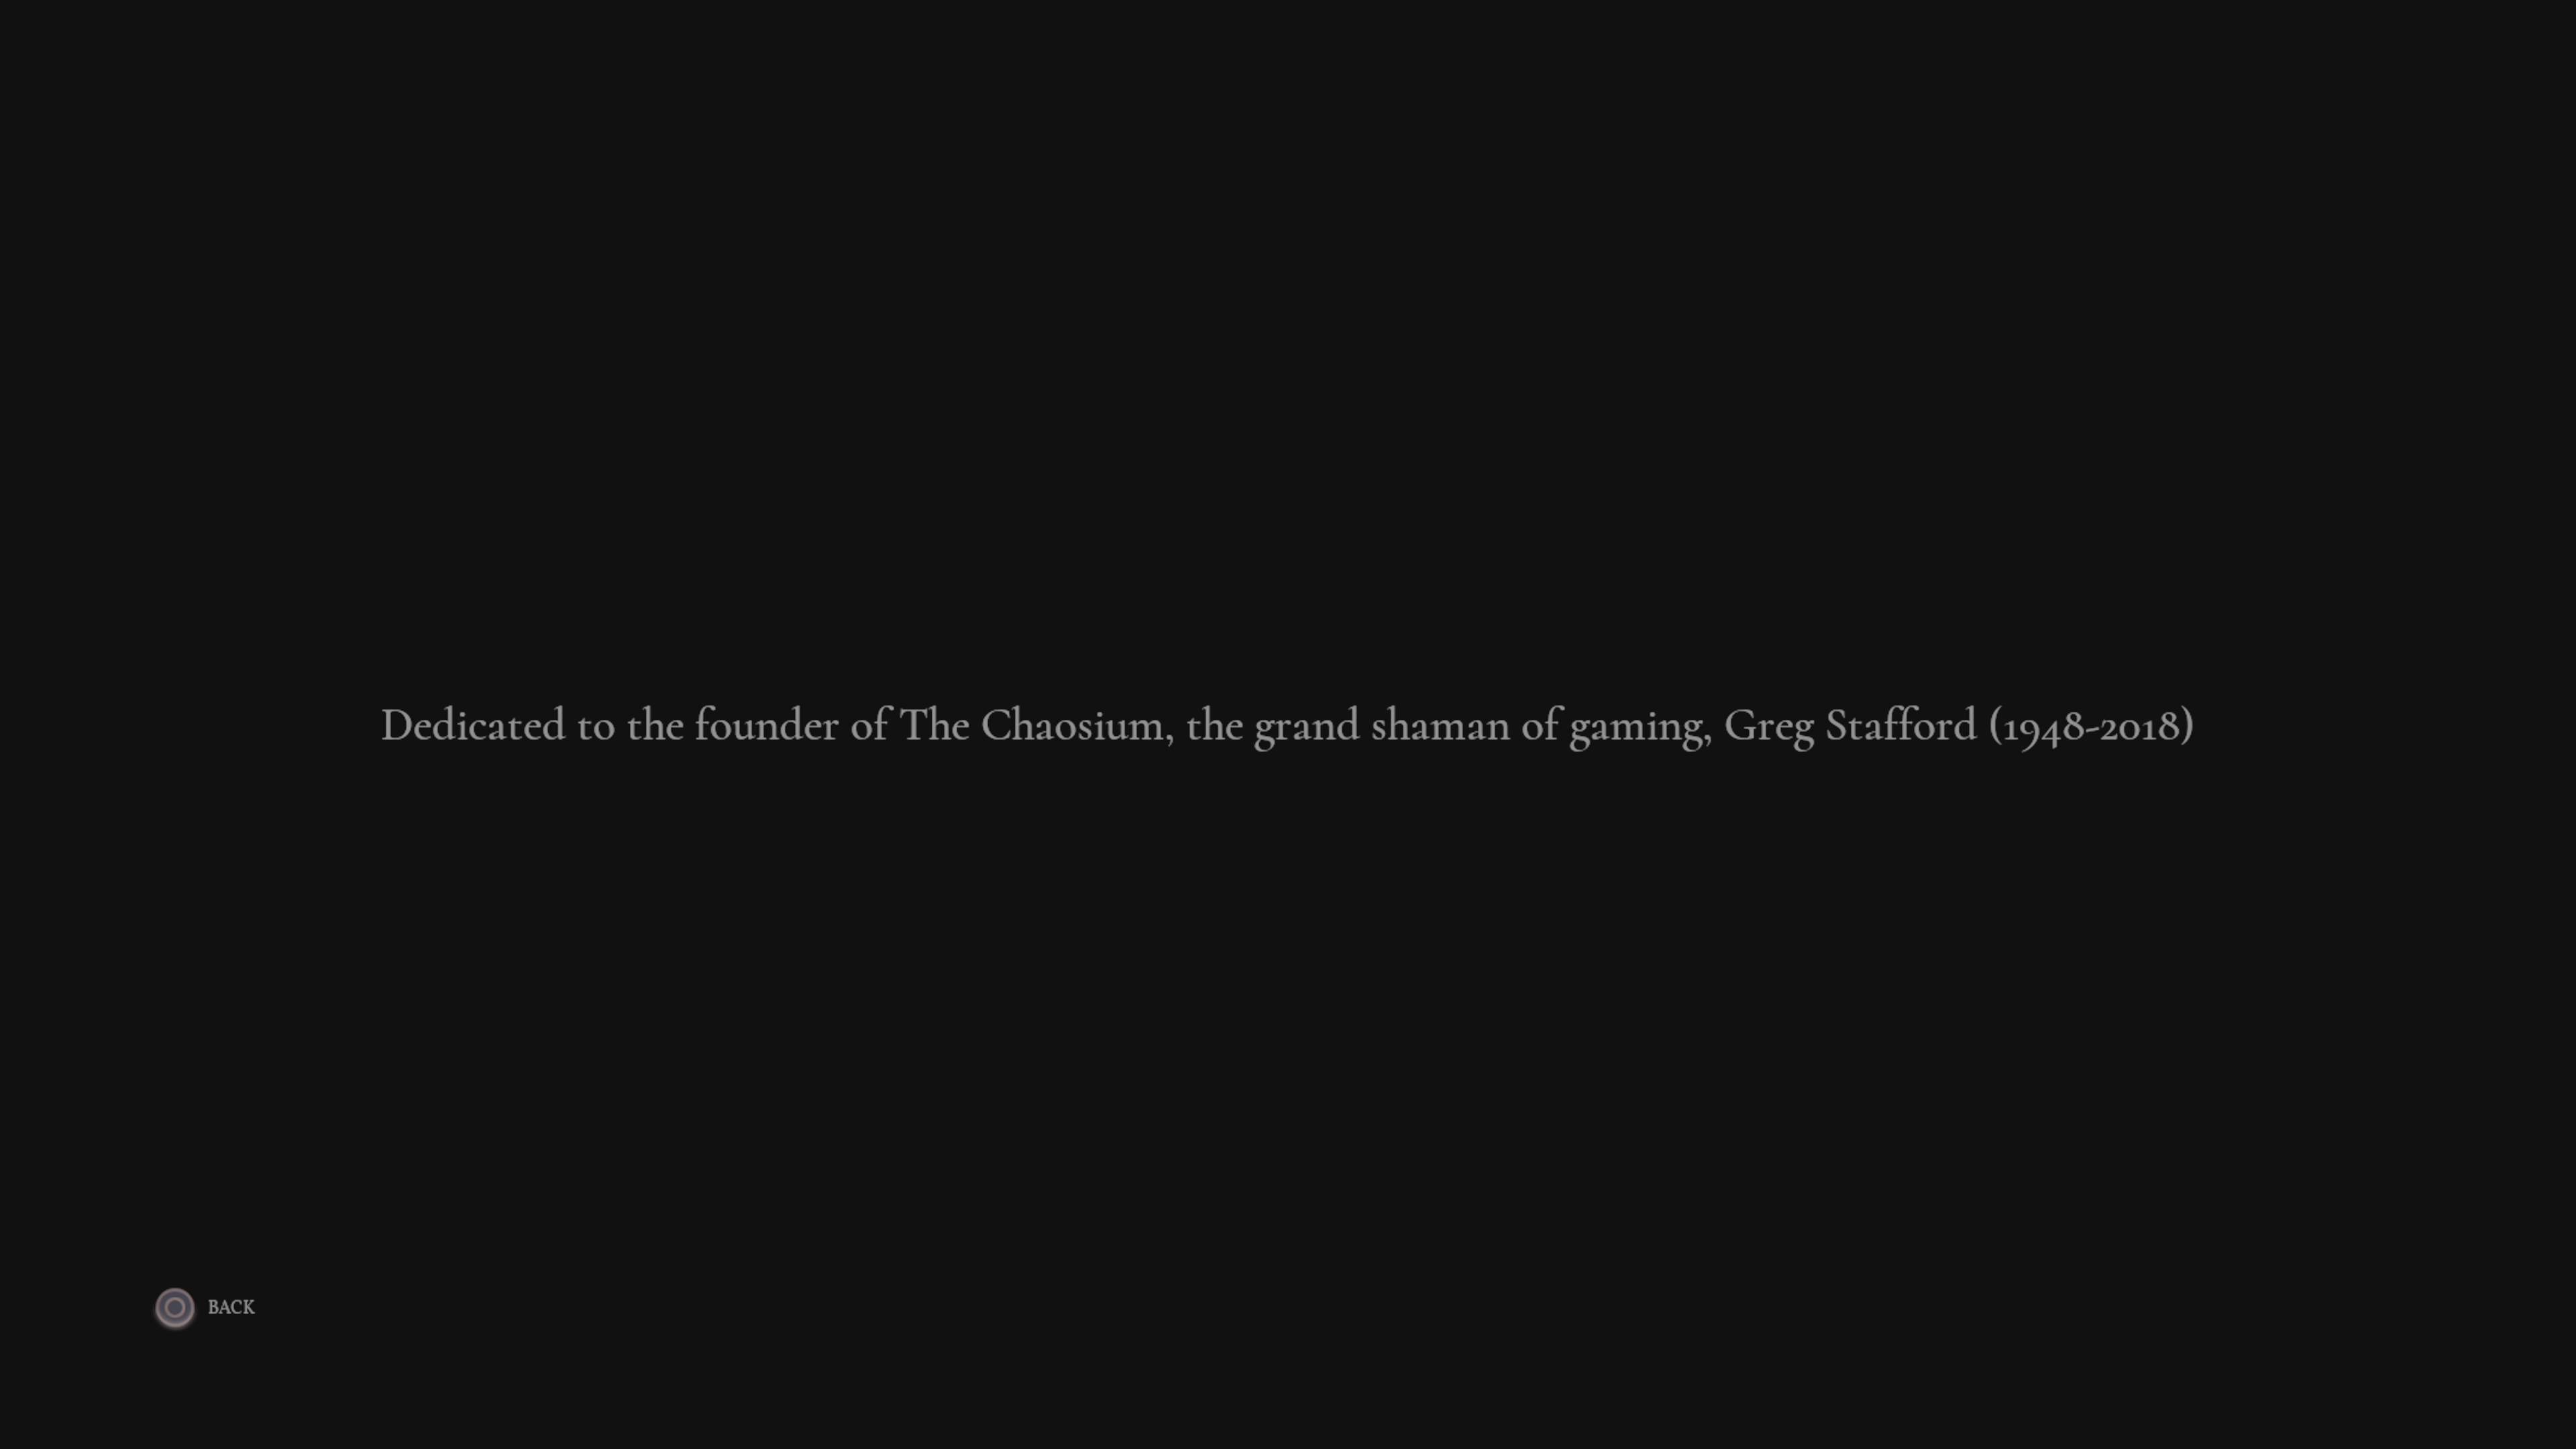 Dedicated to the founder of The Chaosium, the grand shaman of gaming, Greg Stafford (1948-2018)
BACK